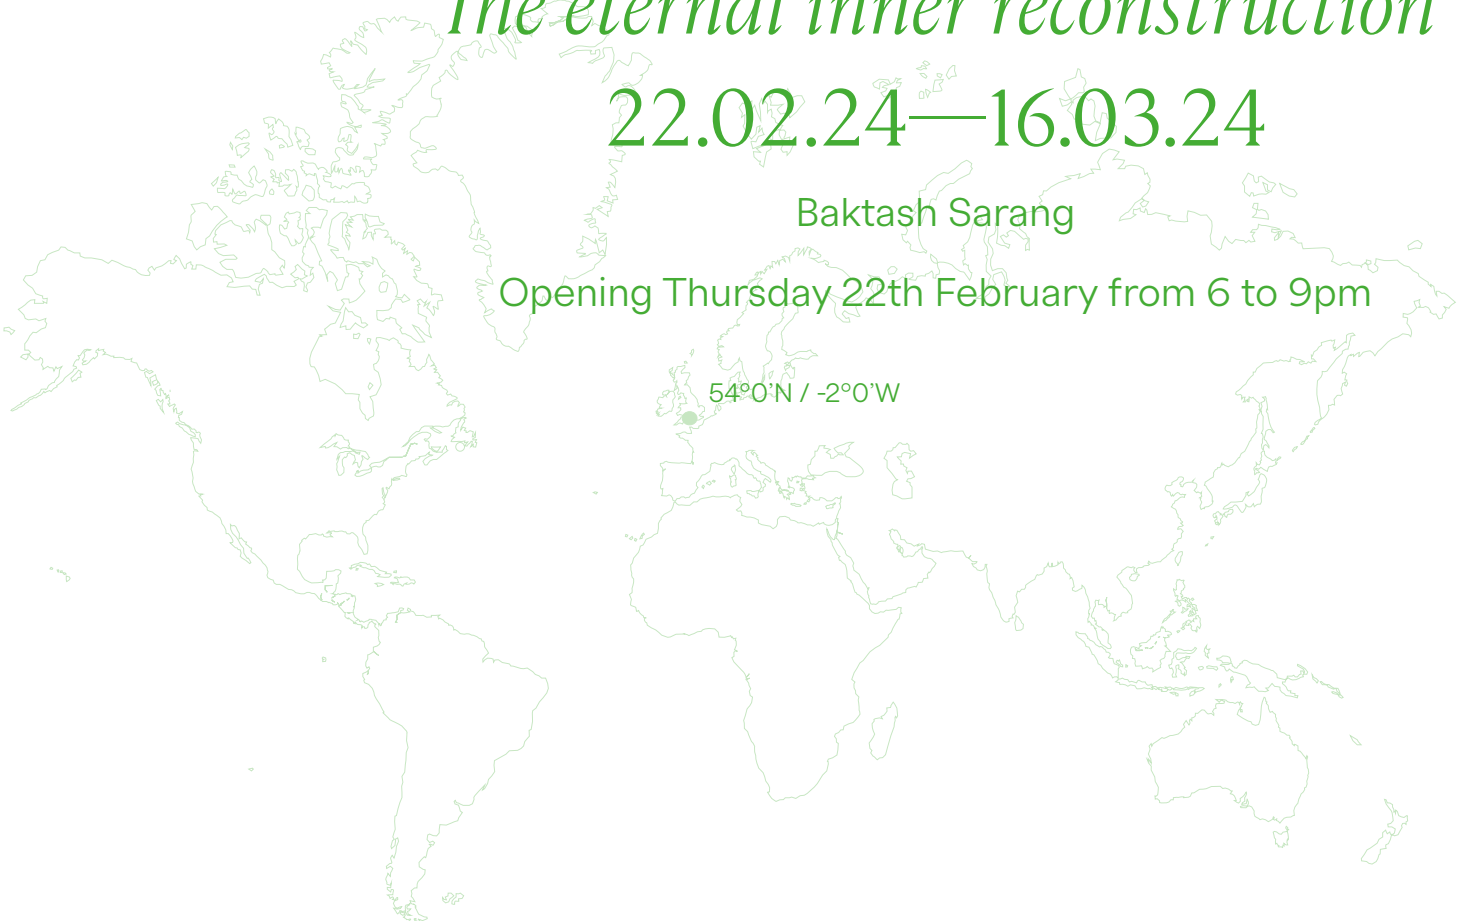 The eternal inner reconstruction
22.02.24—16.03.24
Baktash Sarang
Opening Thursday 22th February from 6 to 9pm
54°0’N / -2°0’W